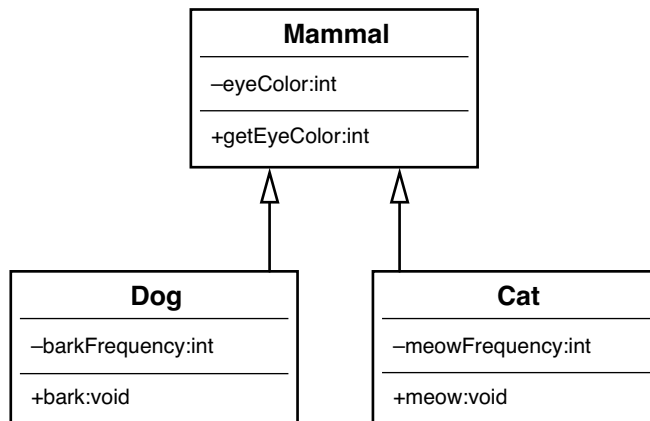 Mammal
–eyeColor:int
+getEyeColor:int
Dog
–barkFrequency:int
+bark:void
Cat
–meowFrequency:int
+meow:void